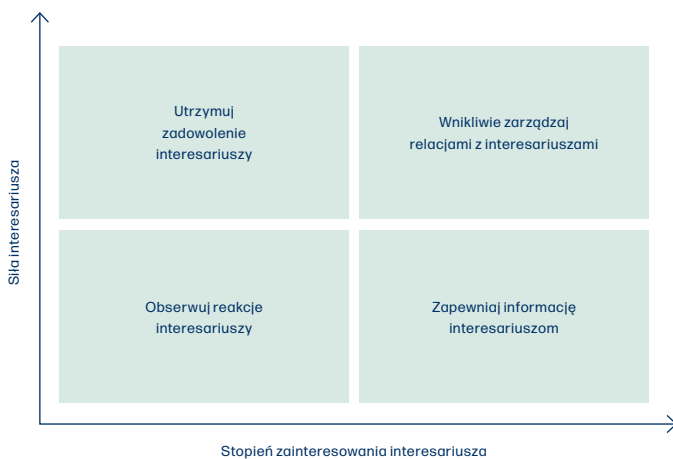 Utrzymuj
zadowolenie
interesariuszy
Wnikliwie zarządzaj
relacjami z interesariuszami
Siła interesariusza
Obserwuj reakcje
interesariuszy
Zapewniaj informację
interesariuszom
Stopień zainteresowania interesariusza